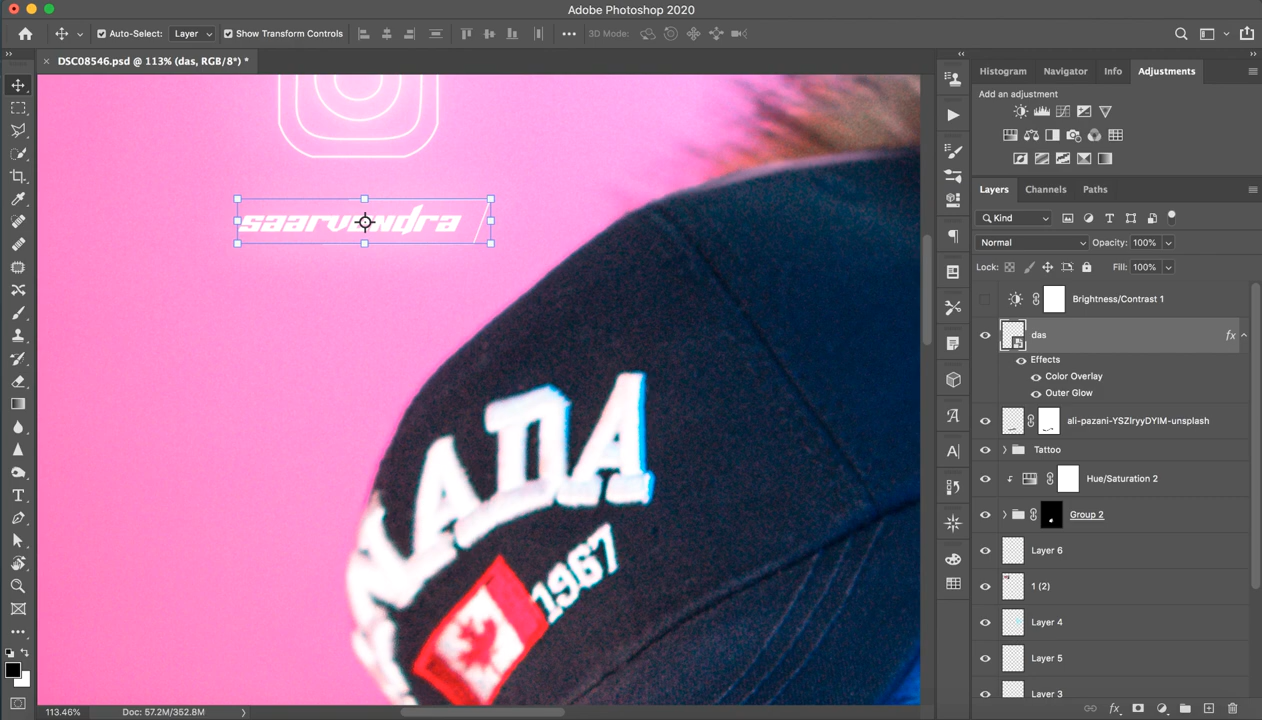 Adobe Photoshop 2020
Auto-Select: Layer Show Transform Controls 3D Mode:
DSC08546.psd @ 113% (das, RGB/8*) *
Histogram Navigator Info Adjustments
Add an adjustment
Layers Channels Paths
Kind
Normal Opacity: 100%
Lock: Fill: 100%
Brightness/Contrast 1
das fx
Effects
Color Overlay
Outer Glow
ali-pazani-YSZIryyDYIM-unsplash
Tattoo
Hue/Saturation 2
Group 2
Layer 6
1 (2)
Layer 4
Layer 5
Layer 3
fx
saarvendra /
NADA
1967
113.46% Doc: 57.2M/352.8M